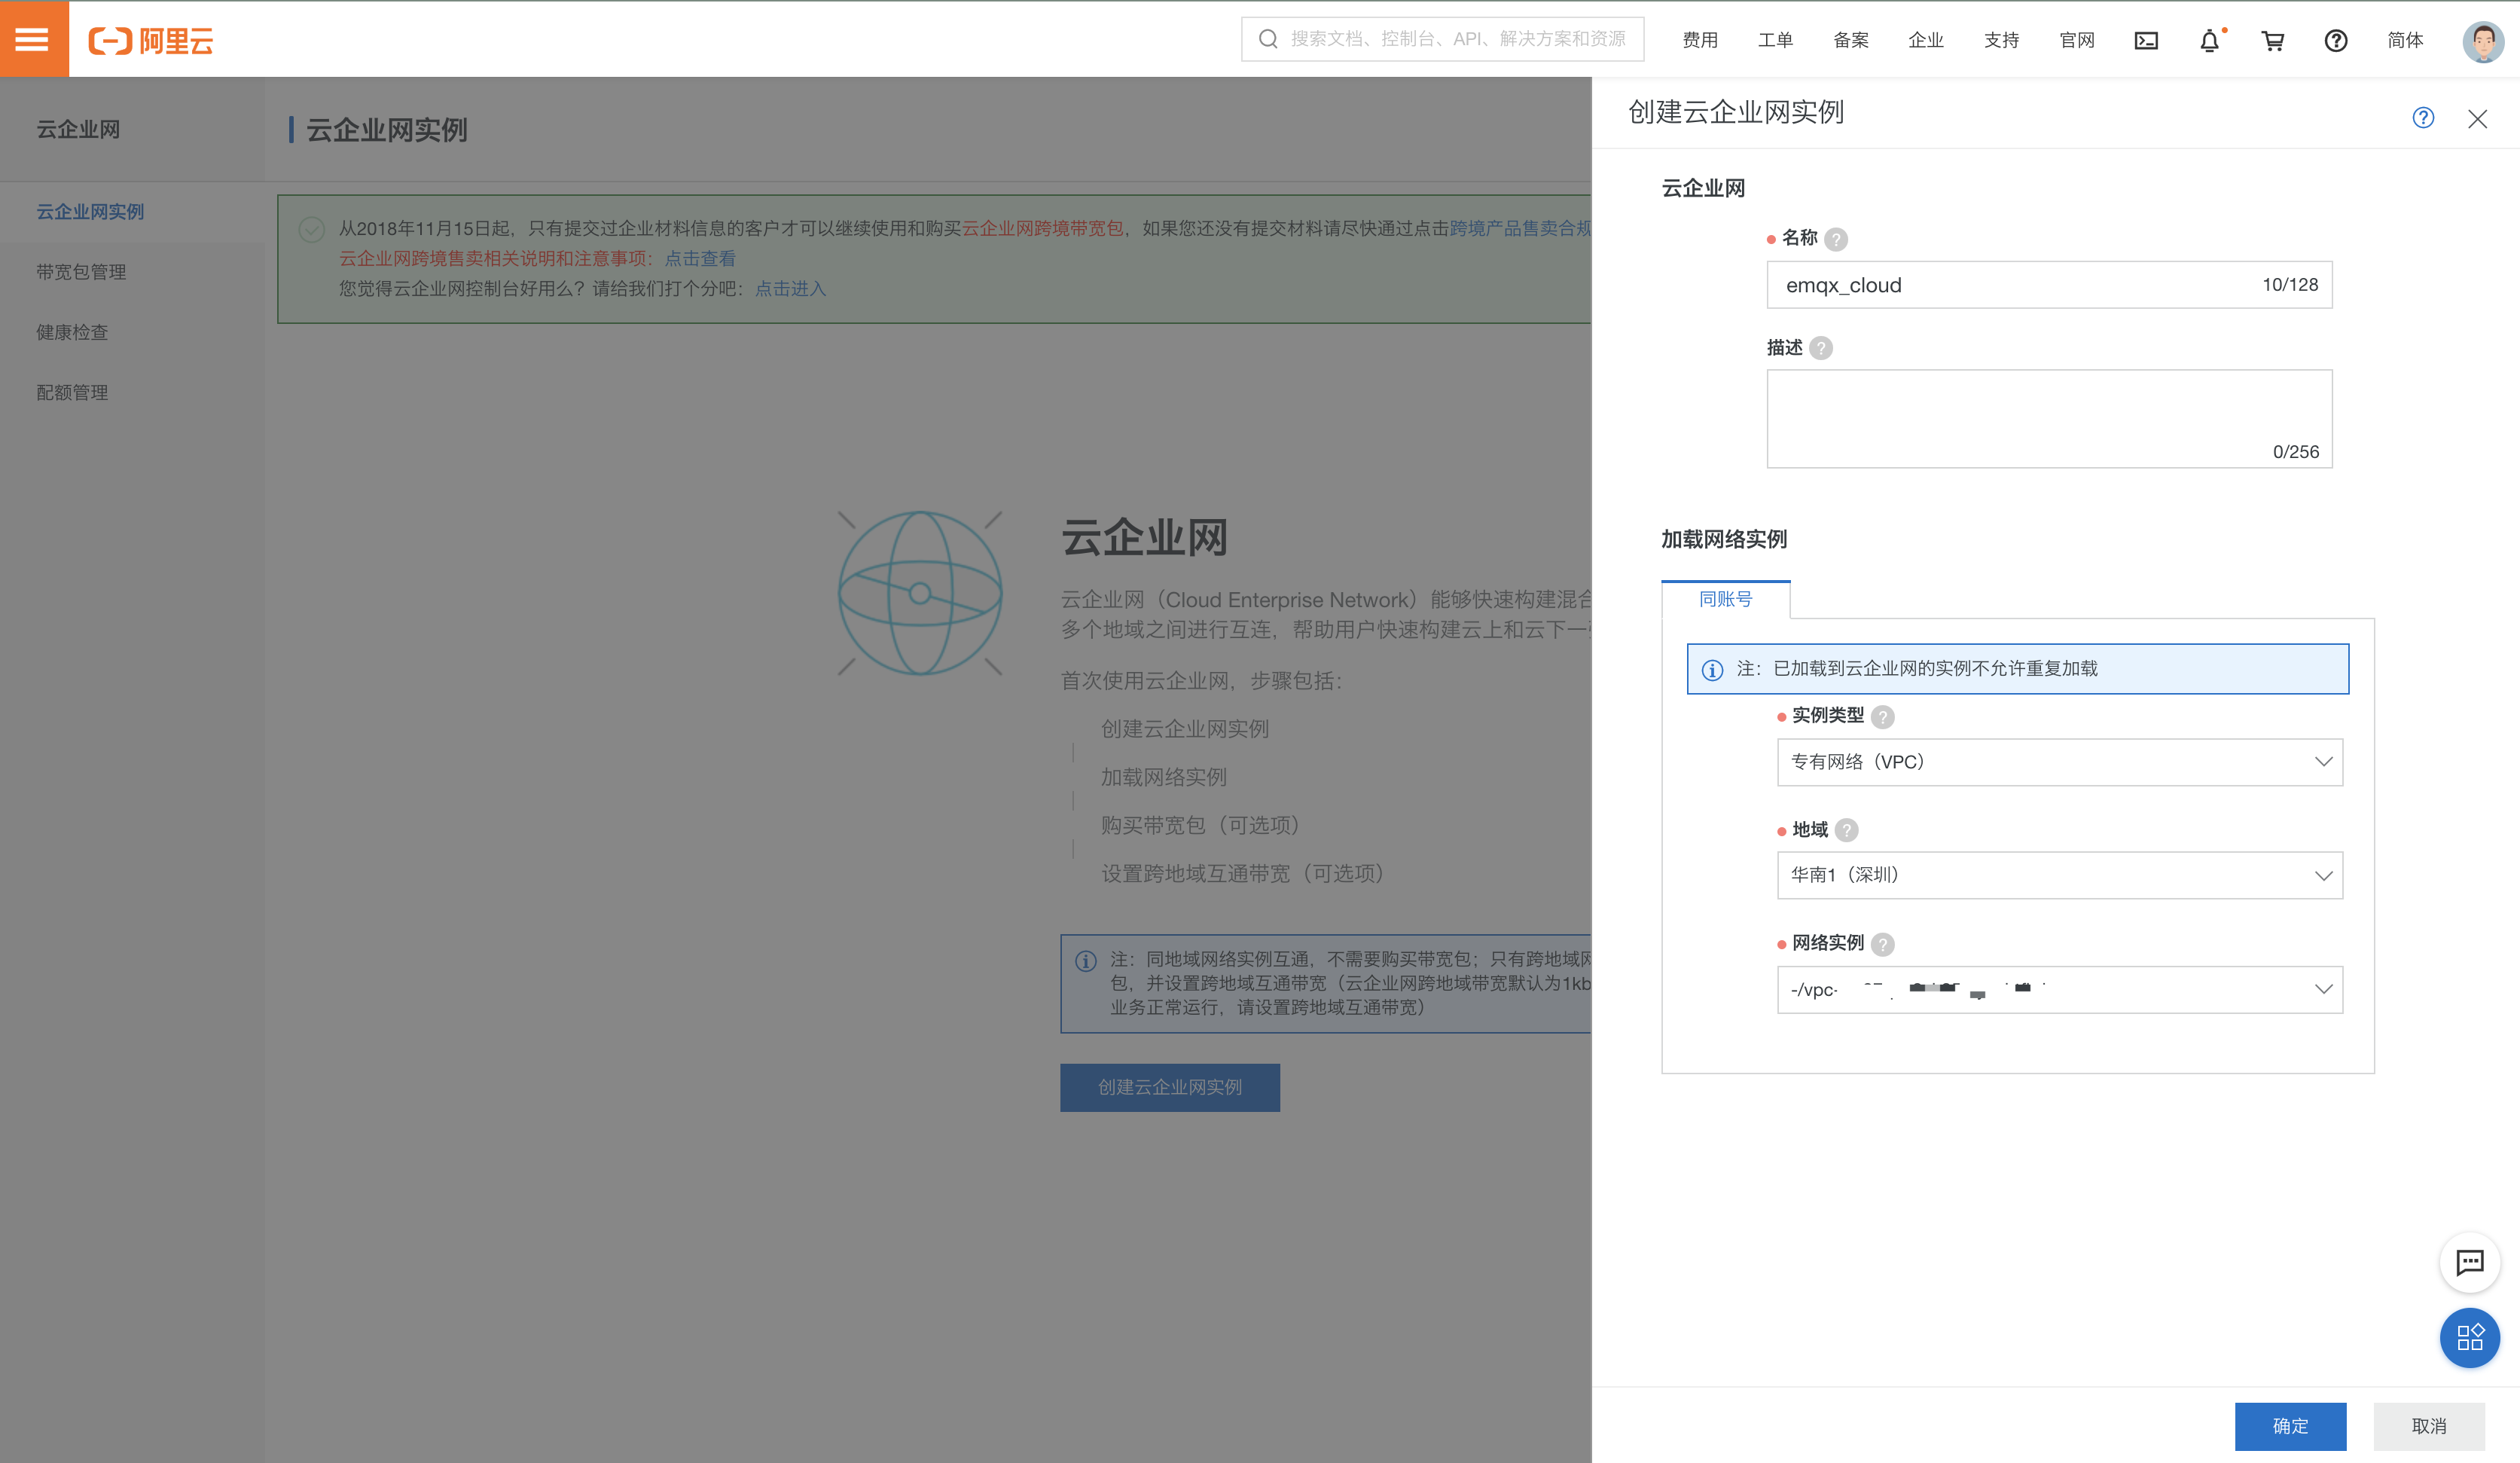 阿里云
搜索文档、控制台、API、解决方案和资源
费用
工单
备案
企业
支持
官网
简体
云企业网
云企业网实例
带宽包管理
健康检查
配额管理
云企业网实例
从2018年11月15日起，只有提交过企业材料信息的客户才可以继续使用和购买云企业网跨境带宽包，如果您还没有提交材料请尽快通过点击跨境产品售卖合规
云企业网跨境售卖相关说明和注意事项：点击查看
您觉得云企业网控制台好用么？请给我们打个分吧：点击进入
云企业网
云企业网（Cloud Enterprise Network）能够快速构建混合
多个地域之间进行互连，帮助用户快速构建云上和云下一
首次使用云企业网，步骤包括：
创建云企业网实例
加载网络实例
购买带宽包（可选项）
设置跨地域互通带宽（可选项）
注：同地域网络实例互通，不需要购买带宽包；只有跨地域网
包，并设置跨地域互通带宽（云企业网跨地域带宽默认为1kb
业务正常运行，请设置跨地域互通带宽）
创建云企业网实例
创建云企业网实例
云企业网
名称
emqx_cloud
10/128
描述
0/256
加载网络实例
同账号
注：已加载到云企业网的实例不允许重复加载
实例类型
专有网络（VPC）
地域
华南1（深圳）
网络实例
-/vpc-
确定
取消